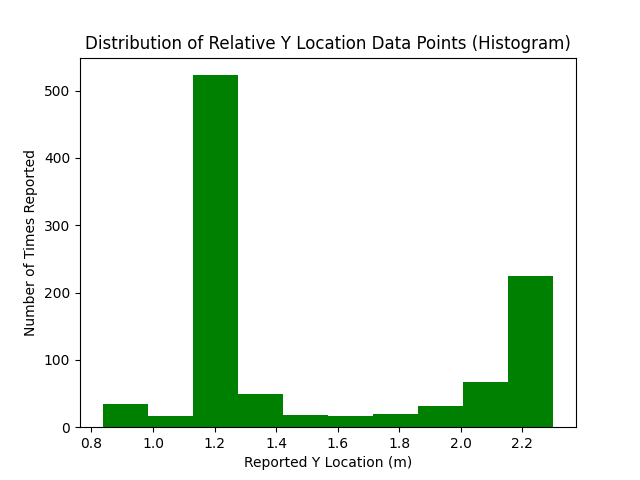 Distribution of Relative Y Location Data Points (Histogram)
Number of Times Reported
500
400
300
200
100
0
0.8 1.0 1.2 1.4 1.6 1.8 2.0 2.2
Reported Y Location (m)